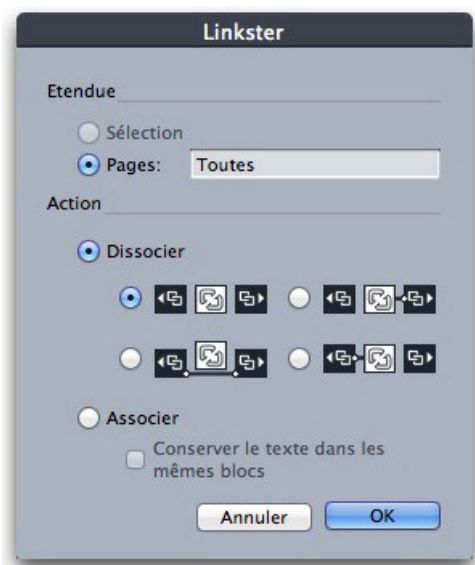 Linkster
Etendue
Sélection
Pages: Toutes
Action
Dissocier
Associer
Conserver le texte dans les
mêmes blocs
Annuler OK